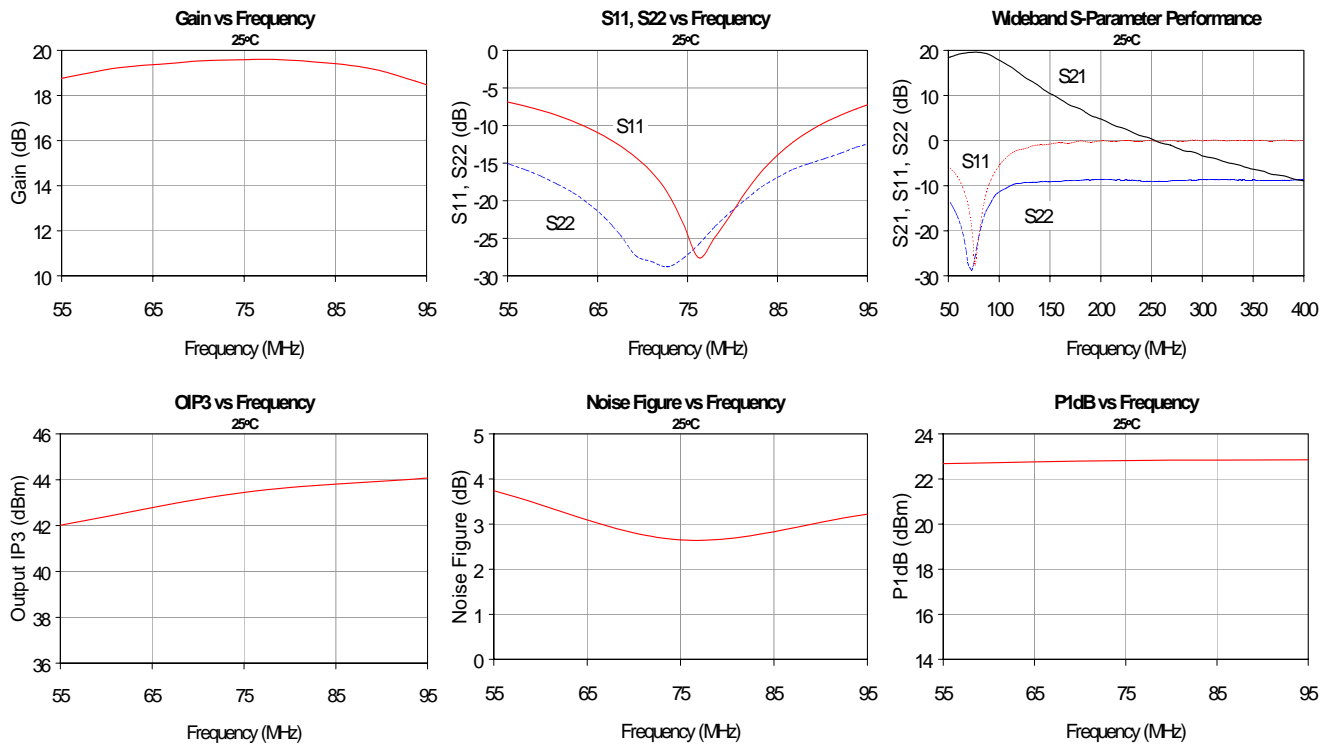 Gain vs Frequency
25ºC
Gain (dB)
20
18
16
14
12
10
55 65 75 85 95
Frequency (MHz)
S11, S22 vs Frequency
25ºC
S11, S22 (dB)
0
-5
-10
-15
-20
-25
-30
S11
S22
55 65 75 85 95
Frequency (MHz)
Wideband S-Parameter Performance
25ºC
S21, S11, S22 (dB)
20
10
0
-10
-20
-30
S21
S11
S22
50 100 150 200 250 300 350 400
Frequency (MHz)
OIP3 vs Frequency
25ºC
Output IP3 (dBm)
46
44
42
40
38
36
55 65 75 85 95
Frequency (MHz)
Noise Figure vs Frequency
25ºC
Noise Figure (dB)
5
4
3
2
1
0
55 65 75 85 95
Frequency (MHz)
P1dB vs Frequency
25ºC
P1dB (dBm)
24
22
20
18
16
14
55 65 75 85 95
Frequency (MHz)